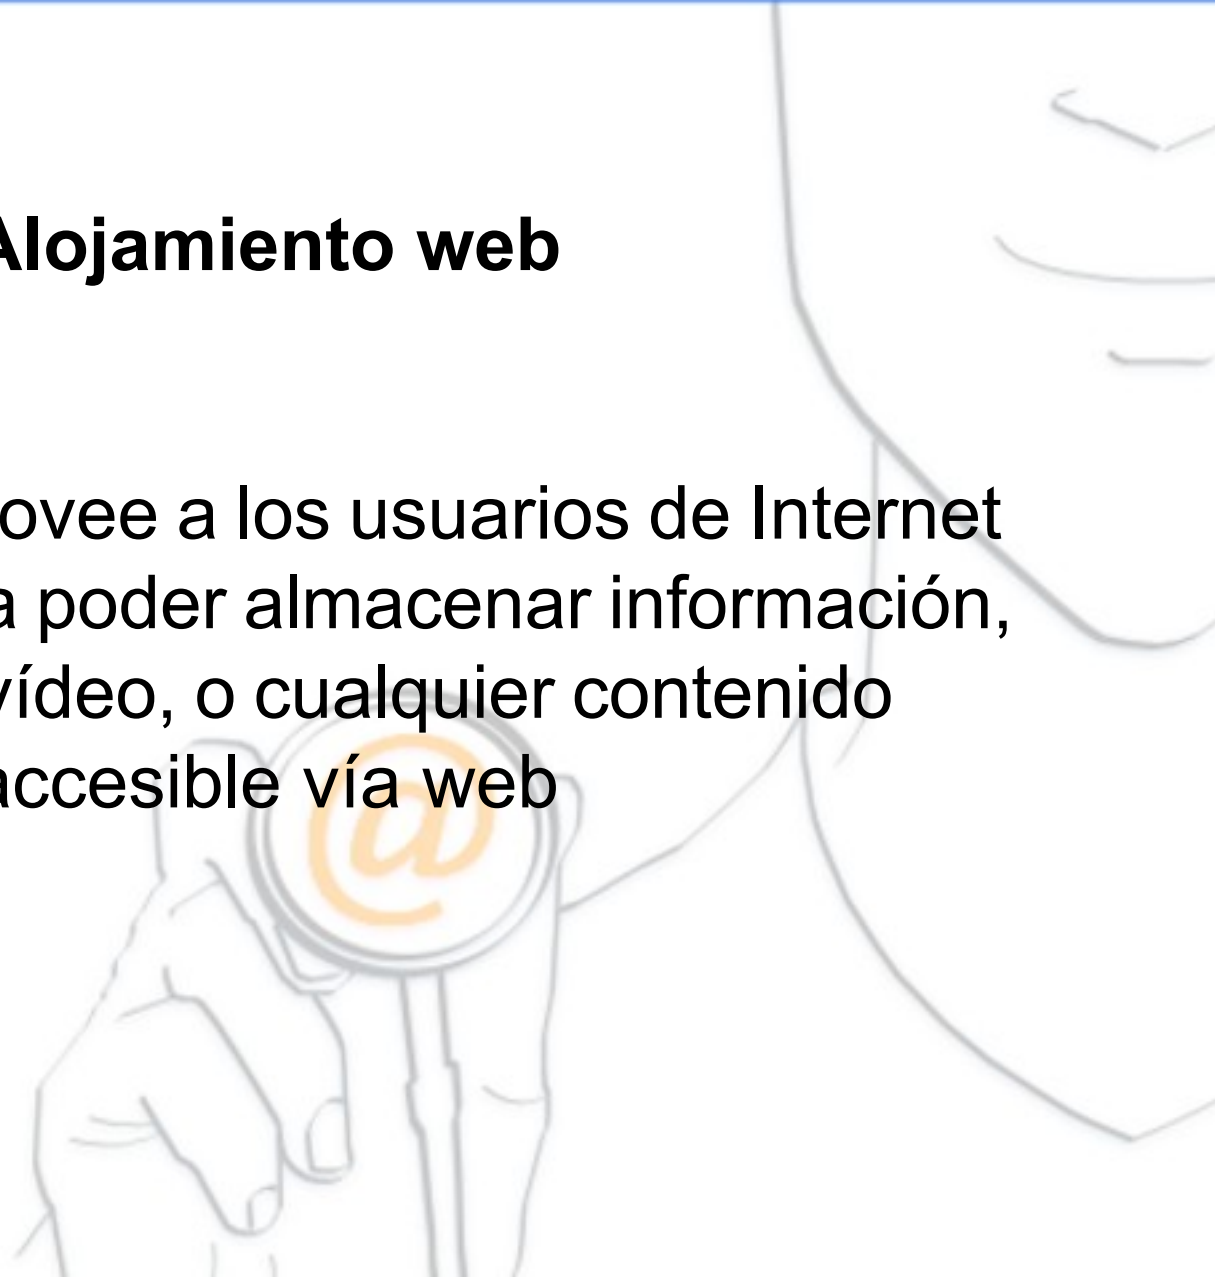 Alojamiento web
ovee a los usuarios de Internet
a poder almacenar información,
vídeo, o cualquier contenido
accesible vía web
@